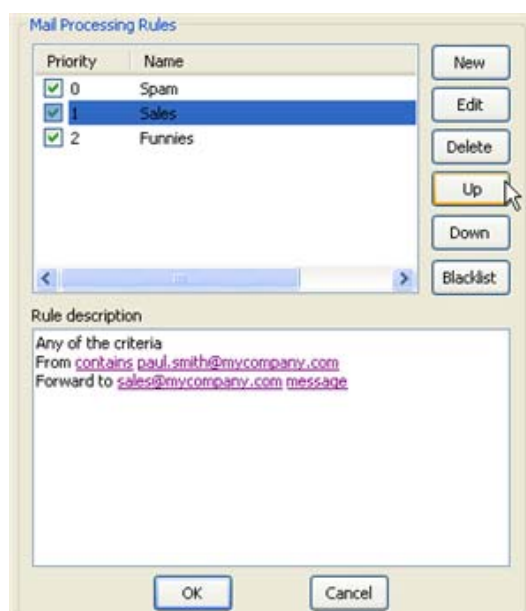 Mail Processing Rules
Priority Name
0 Spam
1 Sales
2 Funnies
New
Edit
Delete
Up
Down
Blacklist
Rule description
Any of the criteria
From contains paul.smith@mycompany.com
Forward to sales@mycompany.com message
OK Cancel